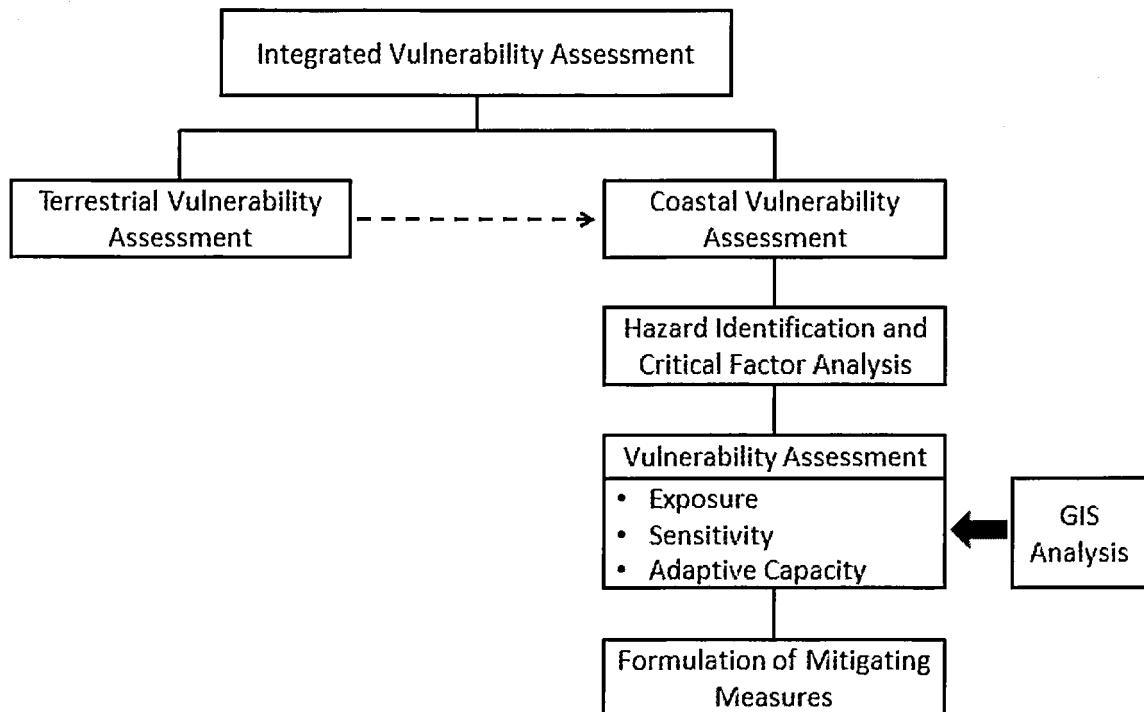 Integrated Vulnerability Assessment
Terrestrial Vulnerability
Assessment
Coastal Vulnerability
Assessment
Hazard Identification and
Critical Factor Analysis
Vulnerability Assessment
• Exposure
• Sensitivity
• Adaptive Capacity
GIS
Analysis
Formulation of Mitigating
Measures